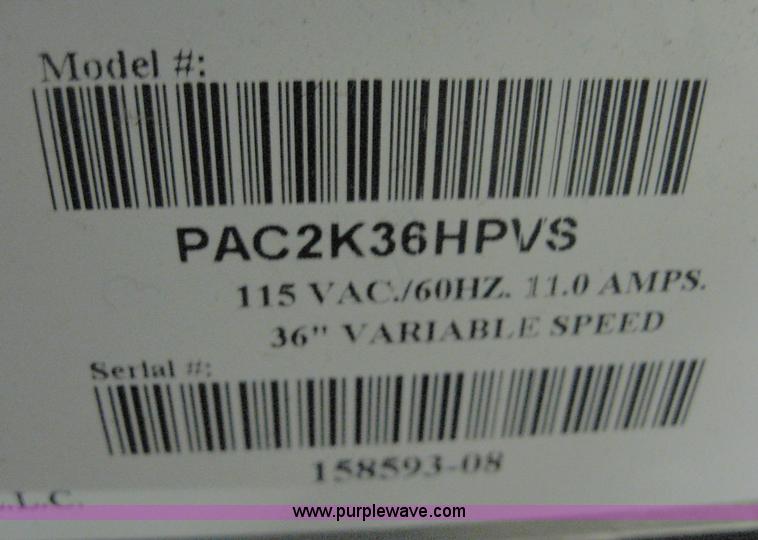 Model #:
PAC2K36HPVS
115 VAC./60HZ. 11.0 AMPS.
36" VARIABLE SPEED
Serial #:
158593-08
L.L.C.
www.purplewave.com